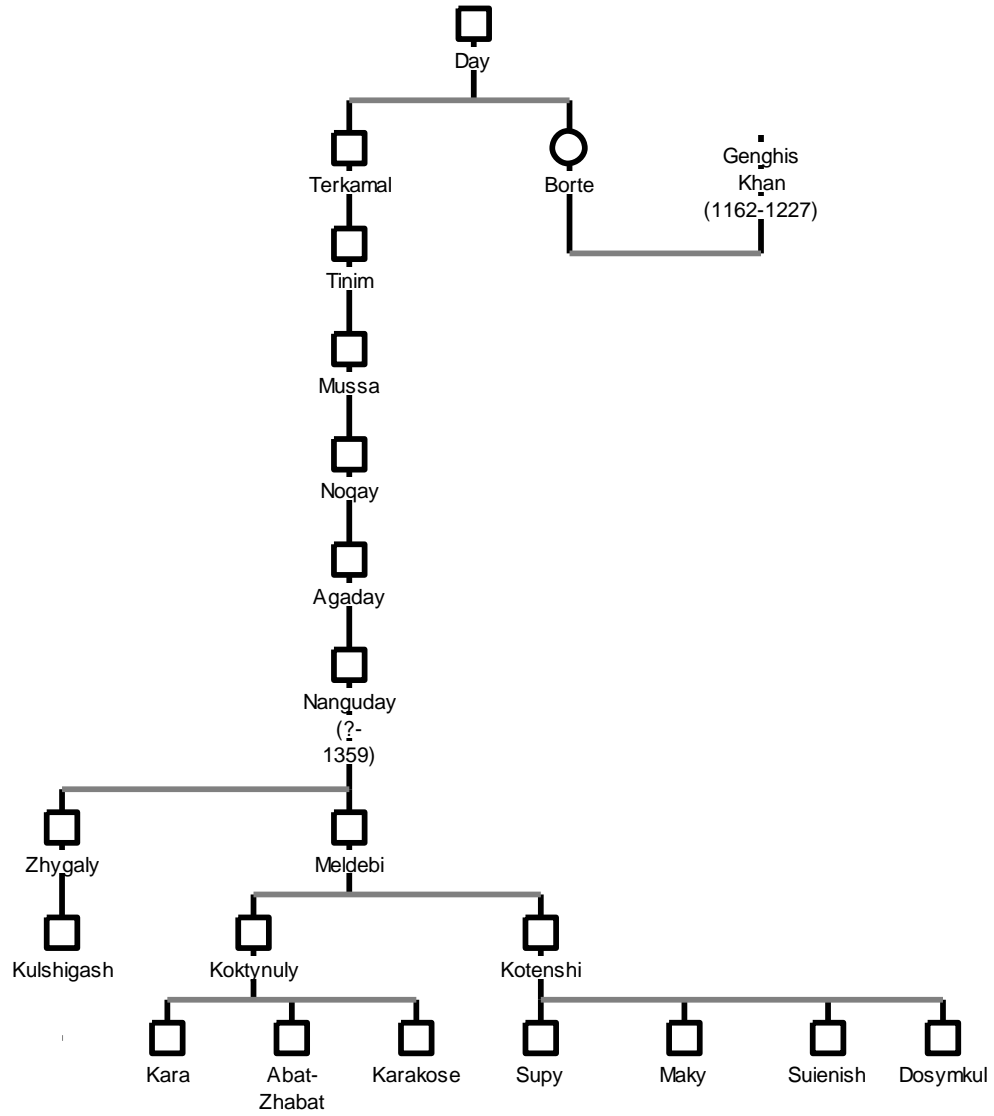 Day
Terkamal
Borte
Genghis
Khan
(1162-1227)
Tinim
Mussa
Noqay
Agaday
Nanguday
(?-
1359)
Zhygaly
Meldebi
Kulshigash
Koktynuly
Kotenshi
Kara
Abat-
Zhabat
Karakose
Supy
Maky
Suienish
Dosymkul